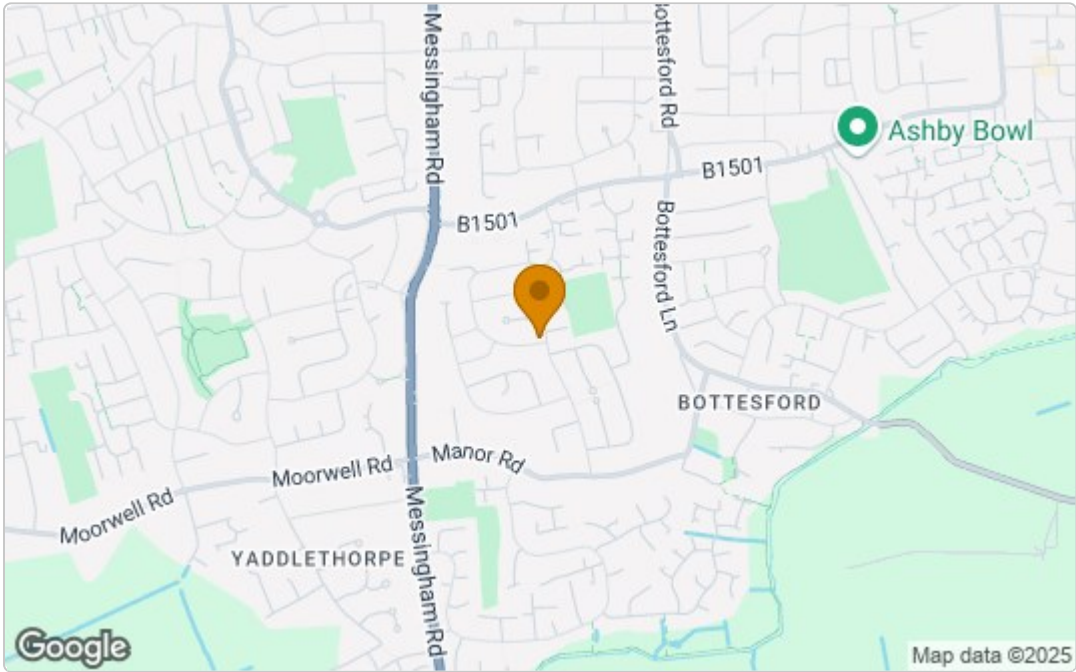 Messingham Rd
ottesford Rd
Ashby Bowl
B1501
B1501
Bottesford Ln
BOTTESFORD
Manor Rd
Moorwell Rd
Moorwell Rd
YADDLETHORPE
Messingham Rd
Google
Map data ©2025